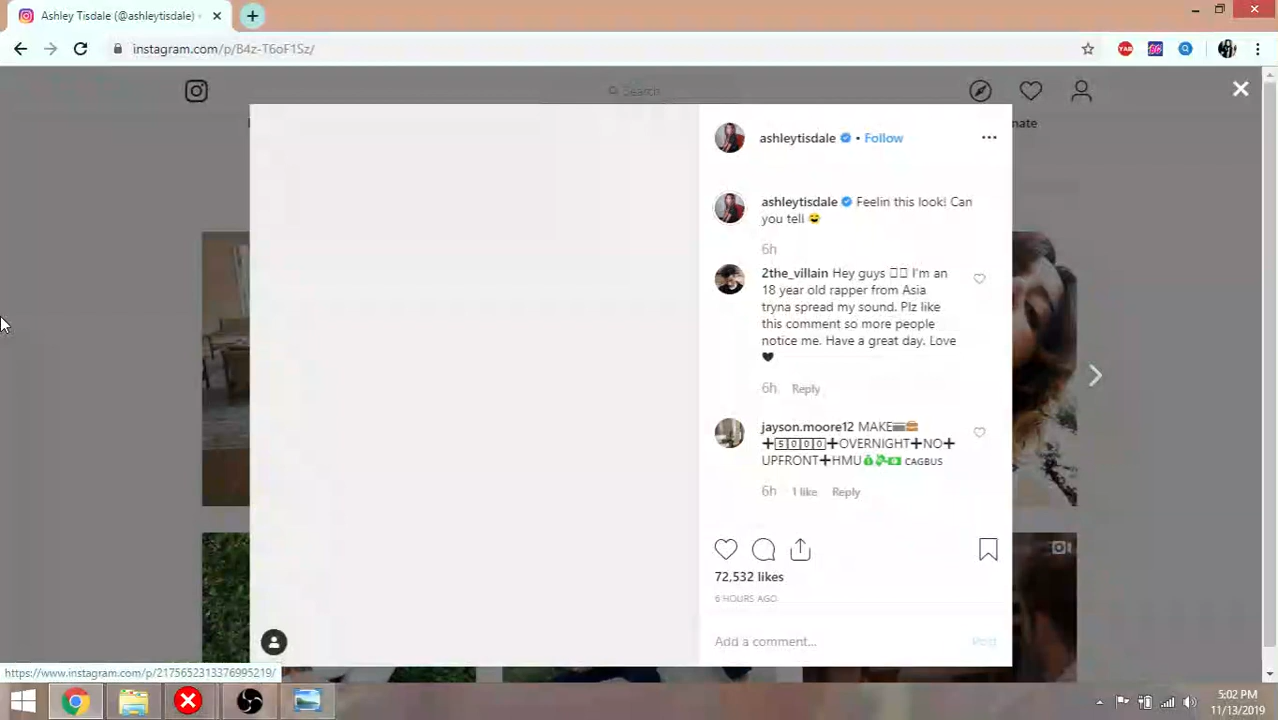 Ashley Tisdale (@ashleytisdale) •
instagram.com/p/B4z-T6oF1Sz/
Search
nate
ashleytisdale • Follow
ashleytisdale Feelin this look! Can
you tell 😂
6h
2the_villain Hey guys ▯▯ I'm an
18 year old rapper from Asia
tryna spread my sound. Plz like
this comment so more people
notice me. Have a great day. Love
🖤
6h Reply
jayson.moore12 MAKE💳🍔
➕5000➕OVERNIGHT➕NO➕
UPFRONT➕HMU💰💸💵 CAGBUS
6h 1 like Reply
72,532 likes
6 HOURS AGO
Add a comment... Post
https://www.instagram.com/p/2175652313376995219/
5:02 PM
11/13/2019